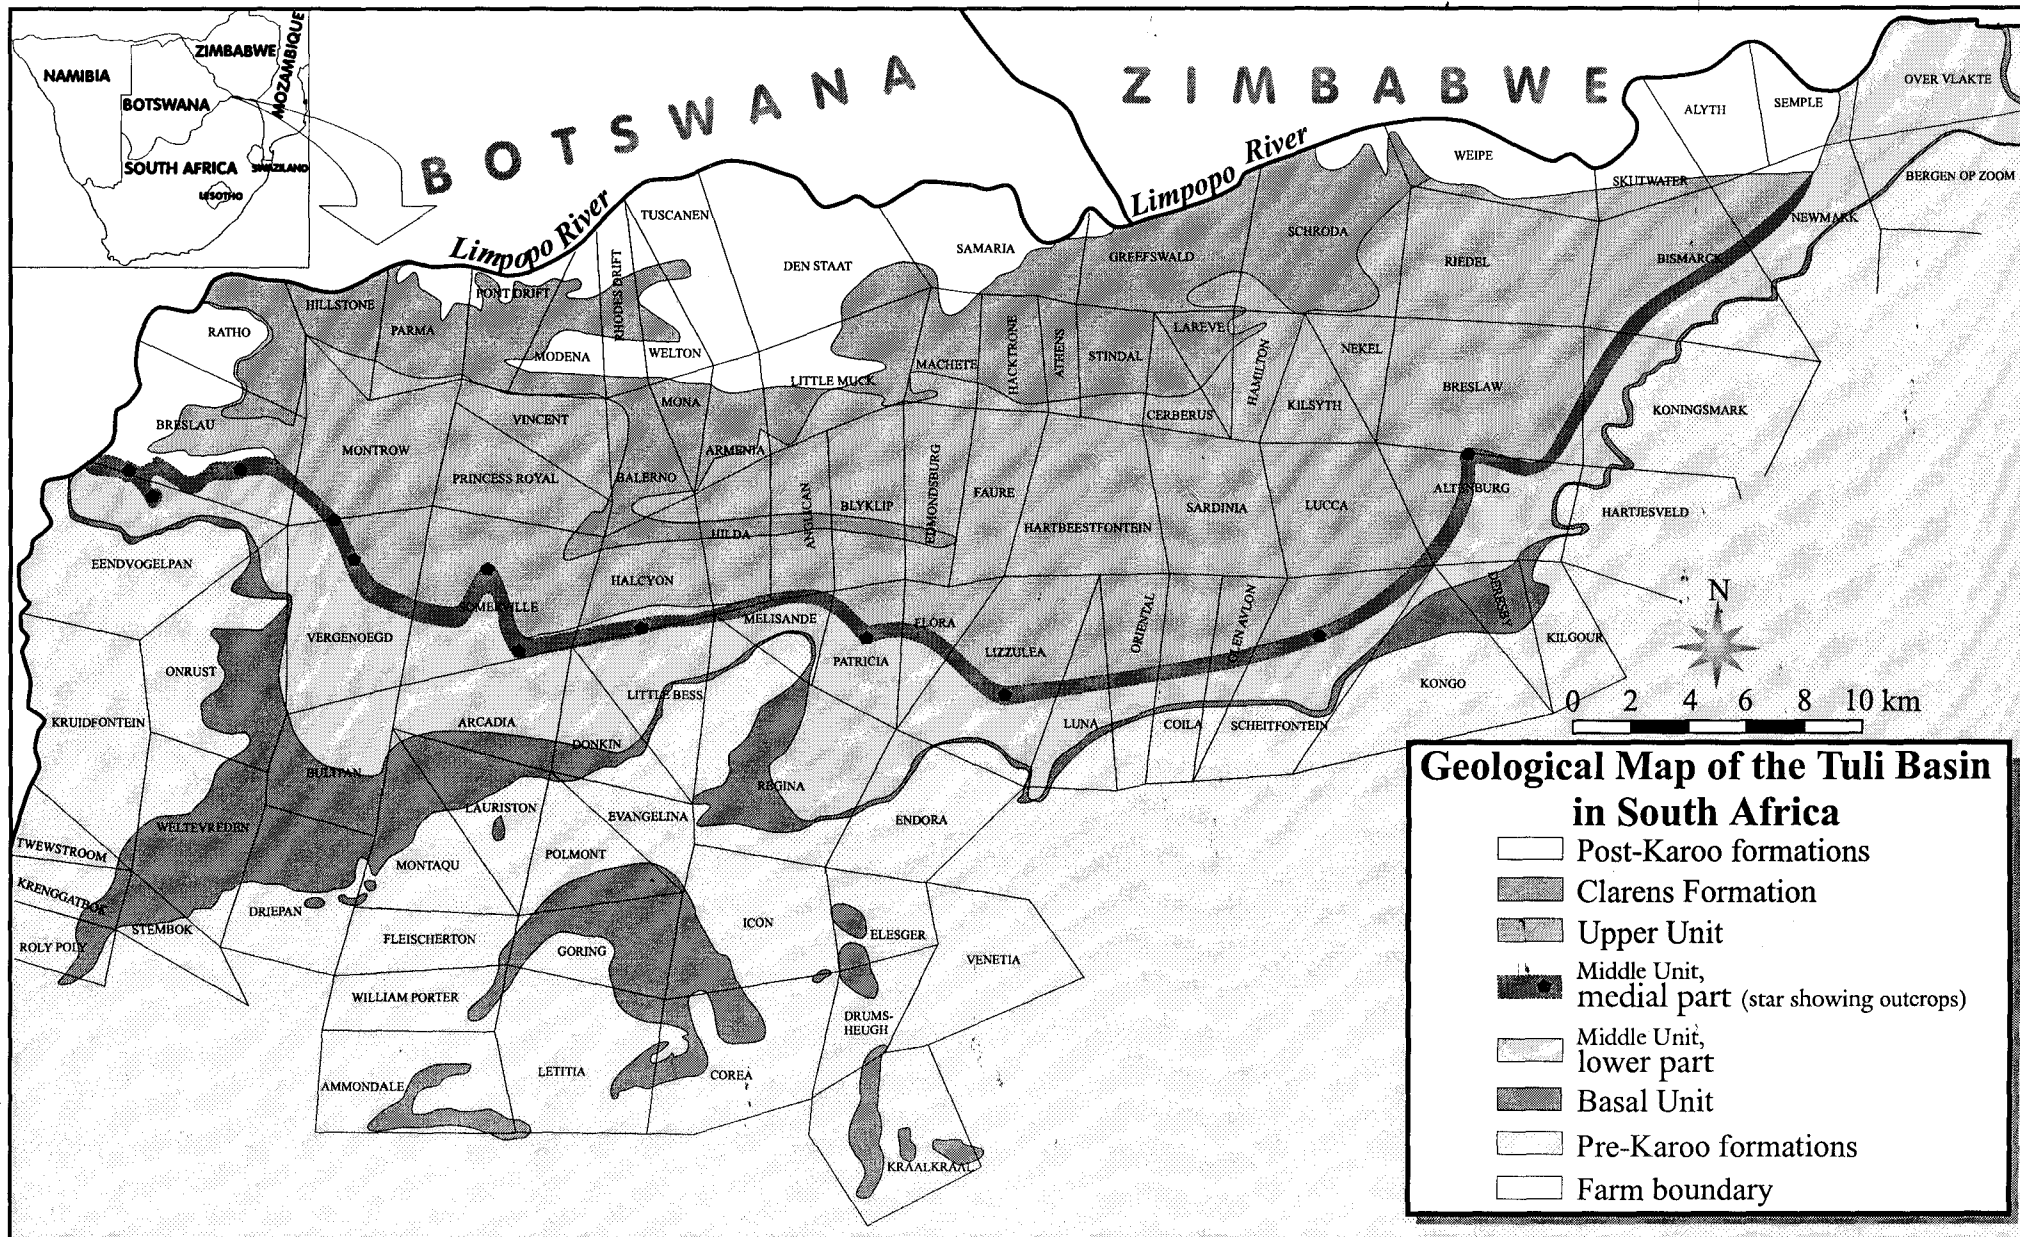 NAMIBIA
ZIMBABWE
MOZAMBIQUE
BOTSWANA
SOUTH AFRICA
SWAZILAND
LESOTHO
BOTSWANA
ZIMBABWE
Limpopo River
Limpopo River
OVER VLAKTE
ALYTH
SEMPLE
WEIPE
SKUTWATER
BERGEN OP ZOOM
NEWMARK
TUSCANEN
DEN STAAT
SAMARIA
GREEFSWALD
SCHRODA
RIEDEL
BISMARCK
RATHO
HILLSTONE
PARMA
PONT DRIFT
RHODES DRIFT
MODENA
WELTON
LITTLE MUCK
MACHETE
HACKTRONE
ATHENS
STINDAL
LAREVE
HAMILTON
NEKEL
BRESLAW
KILSYTH
CERBERUS
KONINGSMARK
BRESLAU
MONTROW
VINCENT
MONA
ARMENIA
PRINCESS ROYAL
BALERNO
ANGLICAN
BLYKLIP
EDMONDSBURG
FAURE
HARTBEESTFONTEIN
SARDINIA
LUCCA
ALTENBURG
HARTJESVELD
HILDA
EENDVOGELPAN
HALCYON
SOMERVILLE
VERGENOEGD
MELISANDE
FLORA
PATRICIA
LIZZULEA
ORIENTAL
GLEN AVLON
KILGOUR
KONGO
ONRUST
KRUIDFONTEIN
LITTLE BESS
ARCADIA
DONKIN
LUNA
COILA
SCHEITFONTEIN
BULTPAN
REGINA
LAURISTON
EVANGELINA
ENDORA
WELTEVREDEN
TWEWSTROOM
MONTAQU
POLMONT
KRENGGATBOK
DRIEPAN
STEMBOK
ROLY POLY
FLEISCHERTON
GORING
ICON
ELESGER
VENETIA
WILLIAM PORTER
DRUMS-
HEUGH
LETITIA
COREA
AMMONDALE
KRAALKRAAL
N
0 2 4 6 8 10 km
Geological Map of the Tuli Basin
in South Africa
Post-Karoo formations
Clarens Formation
Upper Unit
Middle Unit,
medial part (star showing outcrops)
Middle Unit,
lower part
Basal Unit
Pre-Karoo formations
Farm boundary